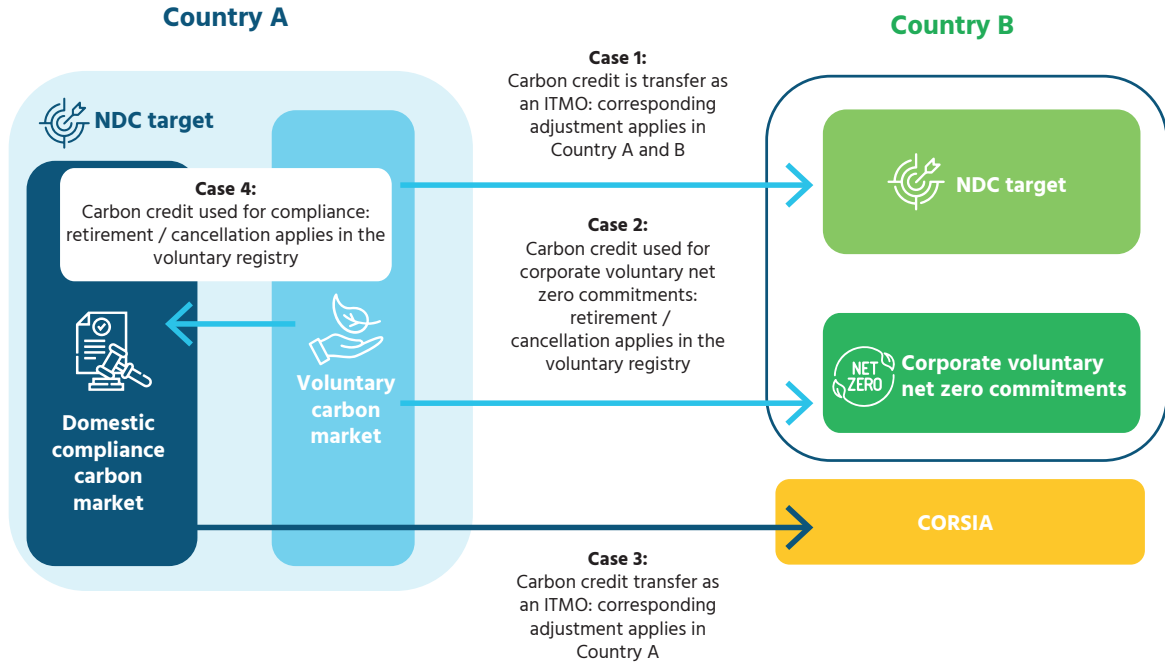 Country A
Country B
NDC target
Case 4:
Carbon credit used for compliance:
retirement / cancellation applies in the
voluntary registry
Domestic
compliance
carbon
market
Voluntary
carbon
market
Case 1:
Carbon credit is transfer as
an ITMO: corresponding
adjustment applies in
Country A and B
Case 2:
Carbon credit used for
corporate voluntary net
zero commitments:
retirement /
cancellation applies in the
voluntary registry
Case 3:
Carbon credit transfer as
an ITMO: corresponding
adjustment applies in
Country A
NDC target
NET
ZERO
Corporate voluntary
net zero commitments
CORSIA